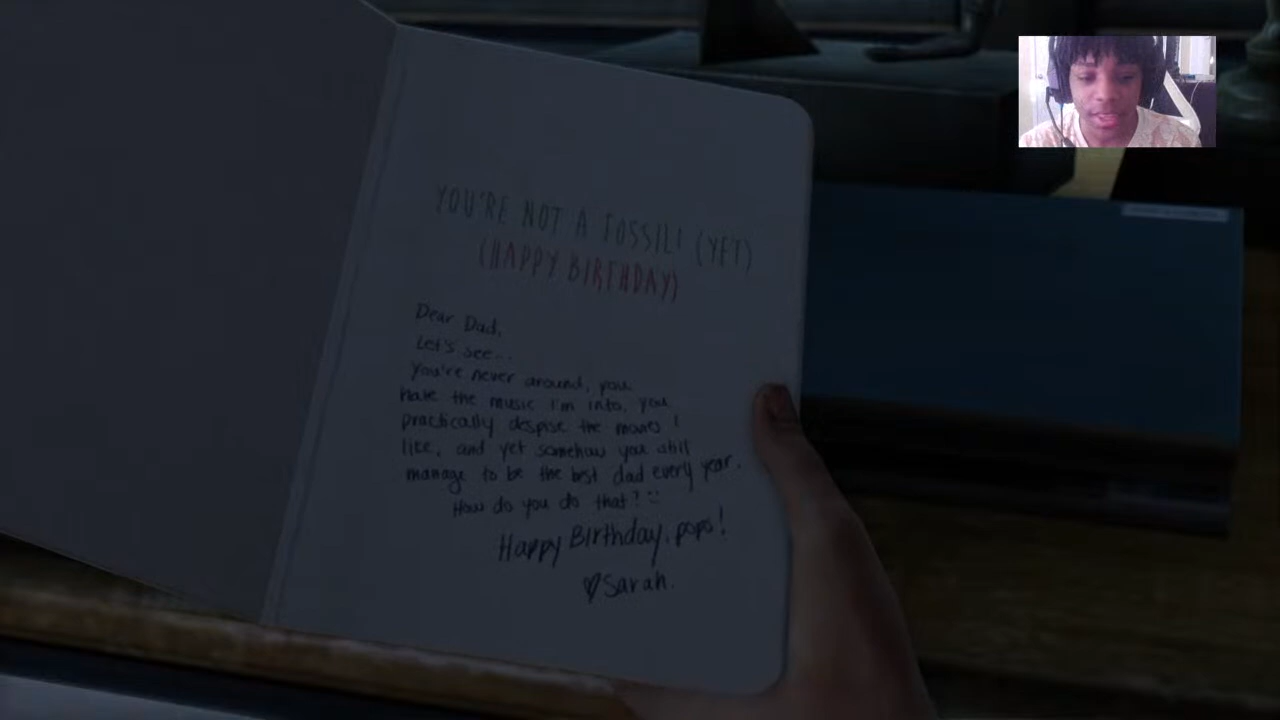 YOU'RE NOT A FOSSIL! (YET)
(HAPPY BIRTHDAY)
Dear Dad,
Let's see...
You're never around, you
hate the music I'm into, you
practically despise the movies I
like, and yet somehow you still
manage to be the best dad every year.
How do you do that? :)
Happy Birthday, pops!
♡ Sarah.